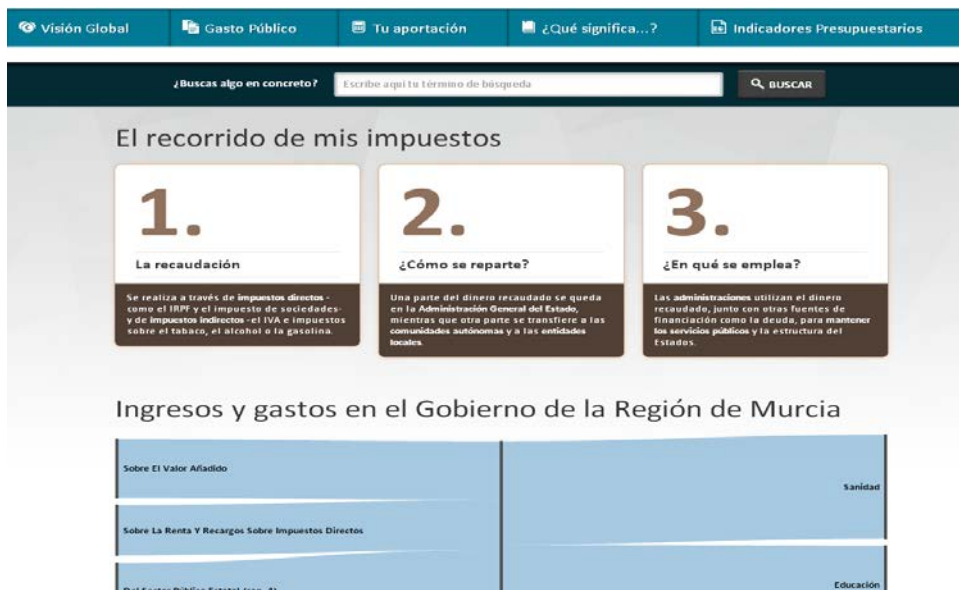 Visión Global
Gasto Público
Tu aportación
¿Qué significa...?
Indicadores Presupuestarios
¿Buscas algo en concreto?
Escribe aquí tu término de búsqueda
BUSCAR
El recorrido de mis impuestos
1.
La recaudación
Se realiza a través de impuestos directos -
como el IRPF y el impuesto de sociedades-
y de impuestos indirectos -el IVA e impuestos
sobre el tabaco, el alcohol o la gasolina.
2.
¿Cómo se reparte?
Una parte del dinero recaudado se queda
en la Administración General del Estado,
mientras que otra parte se transfiere a las
comunidades autónomas y a las entidades
locales.
3.
¿En qué se emplea?
Las administraciones utilizan el dinero
recaudado, junto con otras fuentes de
financiación como la deuda, para mantener
los servicios públicos y la estructura del
Estados.
Ingresos y gastos en el Gobierno de la Región de Murcia
Sobre El Valor Añadido
Sanidad
Sobre La Renta Y Recargos Sobre Impuestos Directos
Del Sector Público Estatal
Educación